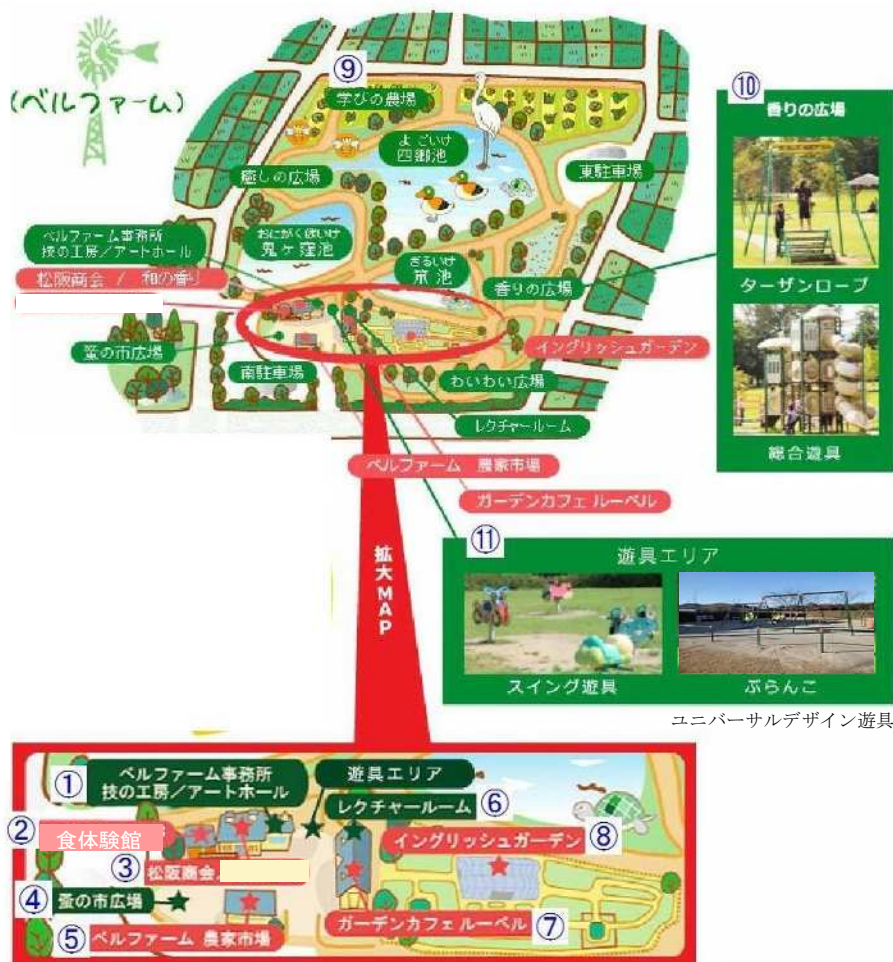 (ベルファーム)
⑨
学びの農場
よごいけ
四郷池
東駐車場
癒しの広場
おにがくぼいけ
鬼ケ窪池
ベルファーム事務所
技の工房/アートホール
松阪商会 / 和の香り
ざるいけ
笊池
香りの広場
蚤の市広場
南駐車場
イングリッシュガーデン
わいわい広場
レクチャールーム
ベルファーム 農家市場
ガーデンカフェ ルーベル
⑩
香りの広場
ターザンロープ
総合遊具
拡大MAP
⑪
遊具エリア
スイング遊具
ぶらんこ
ユニバーサルデザイン遊具
①
ベルファーム事務所
技の工房/アートホール
遊具エリア
レクチャールーム
⑥
②
食体験館
イングリッシュガーデン
⑧
③
松阪商会
④
蚤の市広場
ガーデンカフェ ルーベル
⑦
⑤
ベルファーム 農家市場